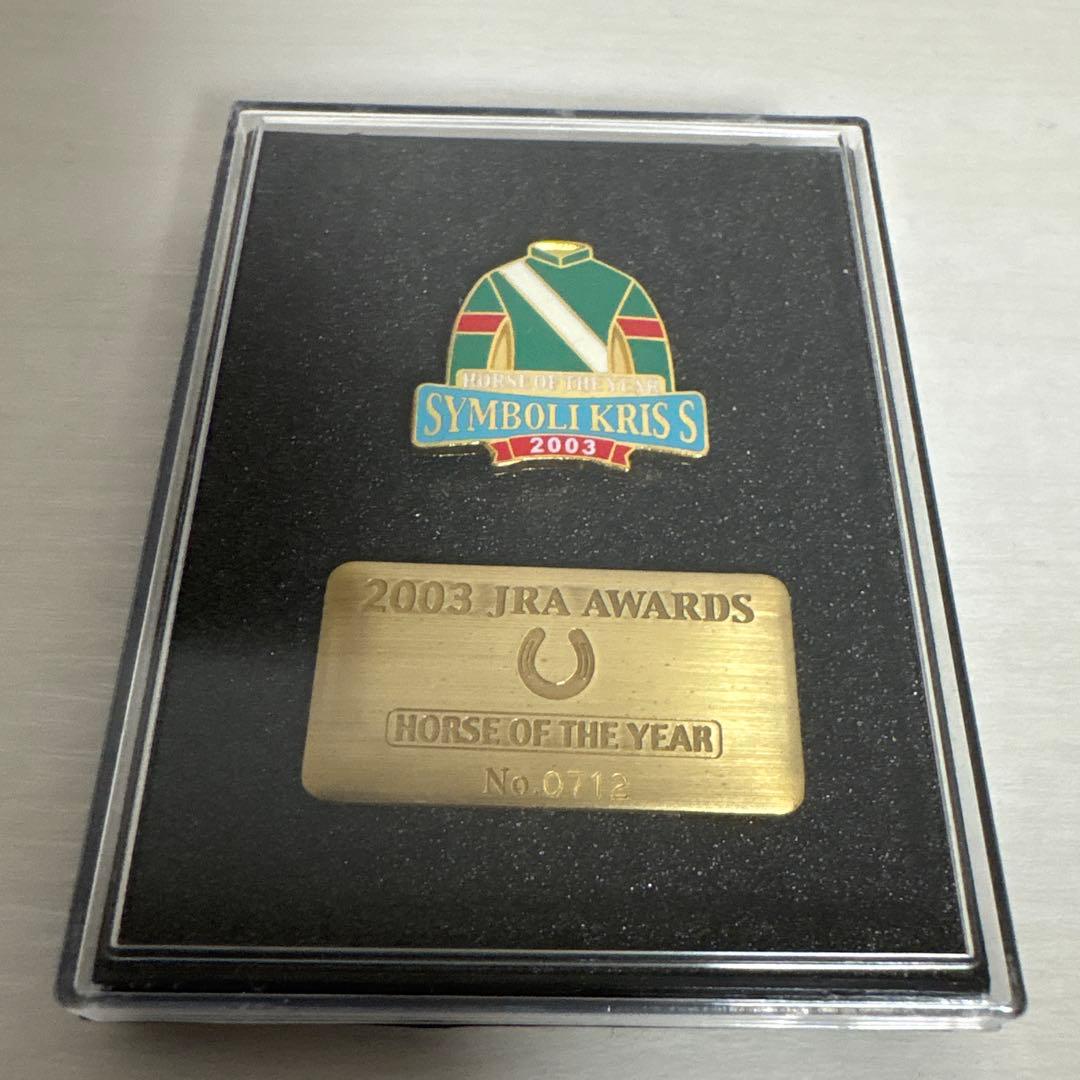 HORSE OF THE YEAR
SYMBOLI KRIS S
2003
2003 JRA AWARDS
HORSE OF THE YEAR
No.0712